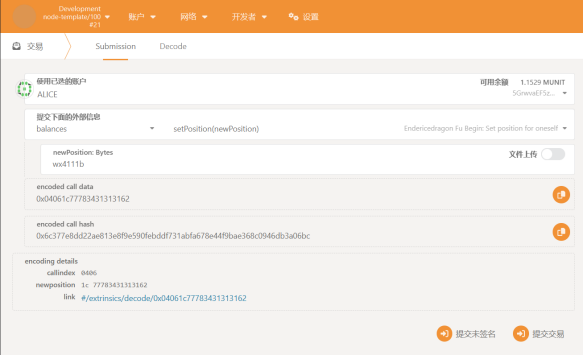 Development
node-template/100
#21
账户
网络
开发者
设置
交易
Submission
Decode
使用已选的账户
可用余额 1.1529 MUNIT
ALICE
5GrwvaEF5z...
提交下面的外部信息
balances
setPosition(newPosition)
Endericedragon Fu Begin: Set position for oneself
newPosition: Bytes
文件上传
wx4111b
encoded call data
0x04061c77783431313162
encoded call hash
0x6c377e8dd22ae813e8f9e590febddf731abfa678e44f9bae368c0946db3a06bc
encoding details
callindex 0406
newposition 1c 77783431313162
link #/extrinsics/decode/0x04061c77783431313162
提交未签名
提交交易